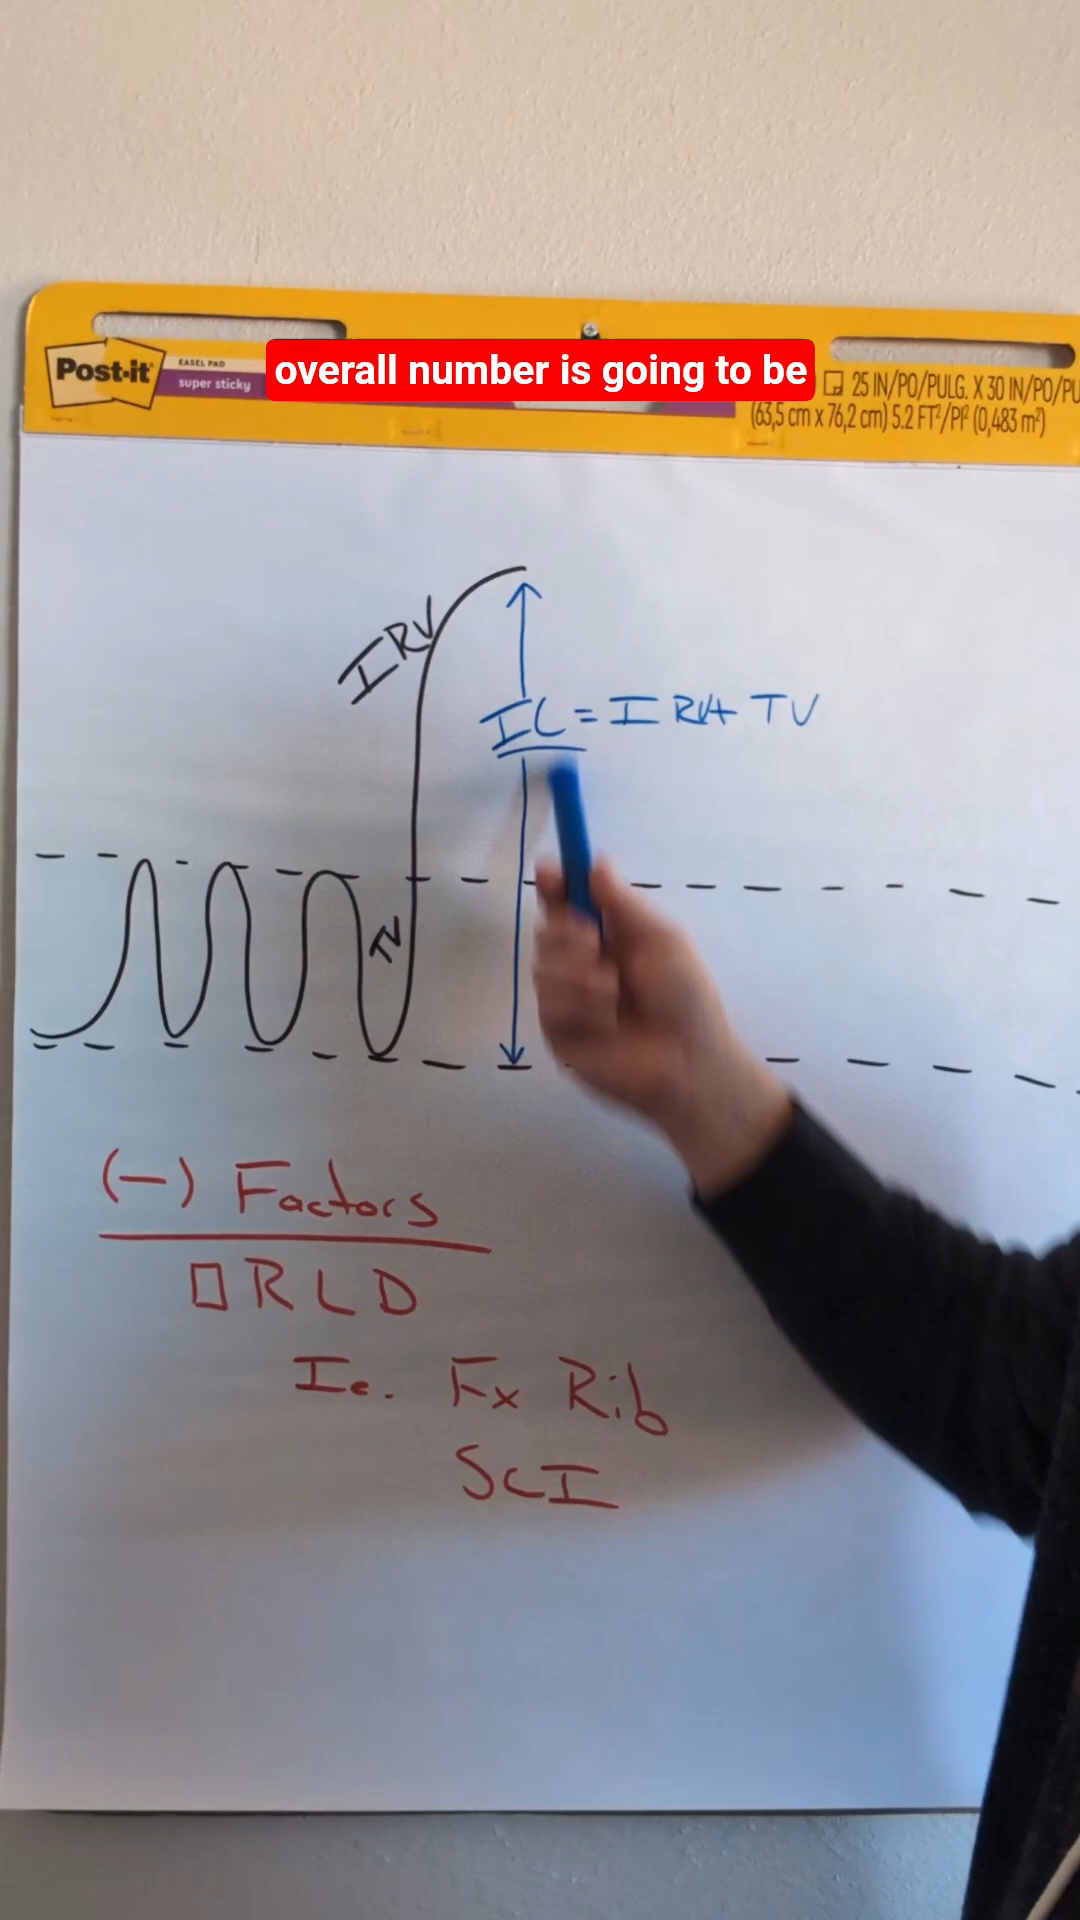 Post-it
EASEL PAD
super sticky
overall number is going to be
25 IN/PO/PULG. X 30 IN/PO/PU
(63,5 cm x 76,2 cm) 5.2 FT²/PI² (0,483 m²)
IRV
IC = IRV + TV
TV
(-) Factors
RLD
Ie. Fx Rib
SCI